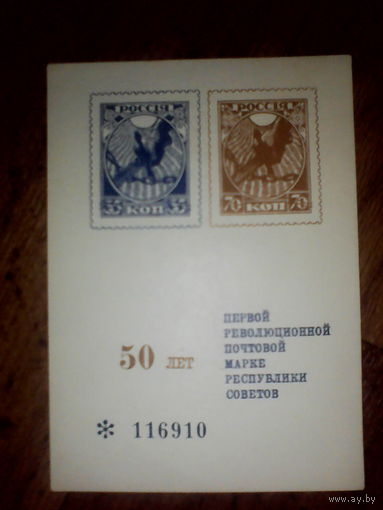 РОССІЯ
35 КОП 35
РОССІЯ
70 КОП 70
50 ЛЕТ
ПЕРВОЙ
РЕВОЛЮЦИОННОЙ
ПОЧТОВОЙ
МАРКЕ
РЕСПУБЛИКИ
СОВЕТОВ
* 116910
www.ay.by